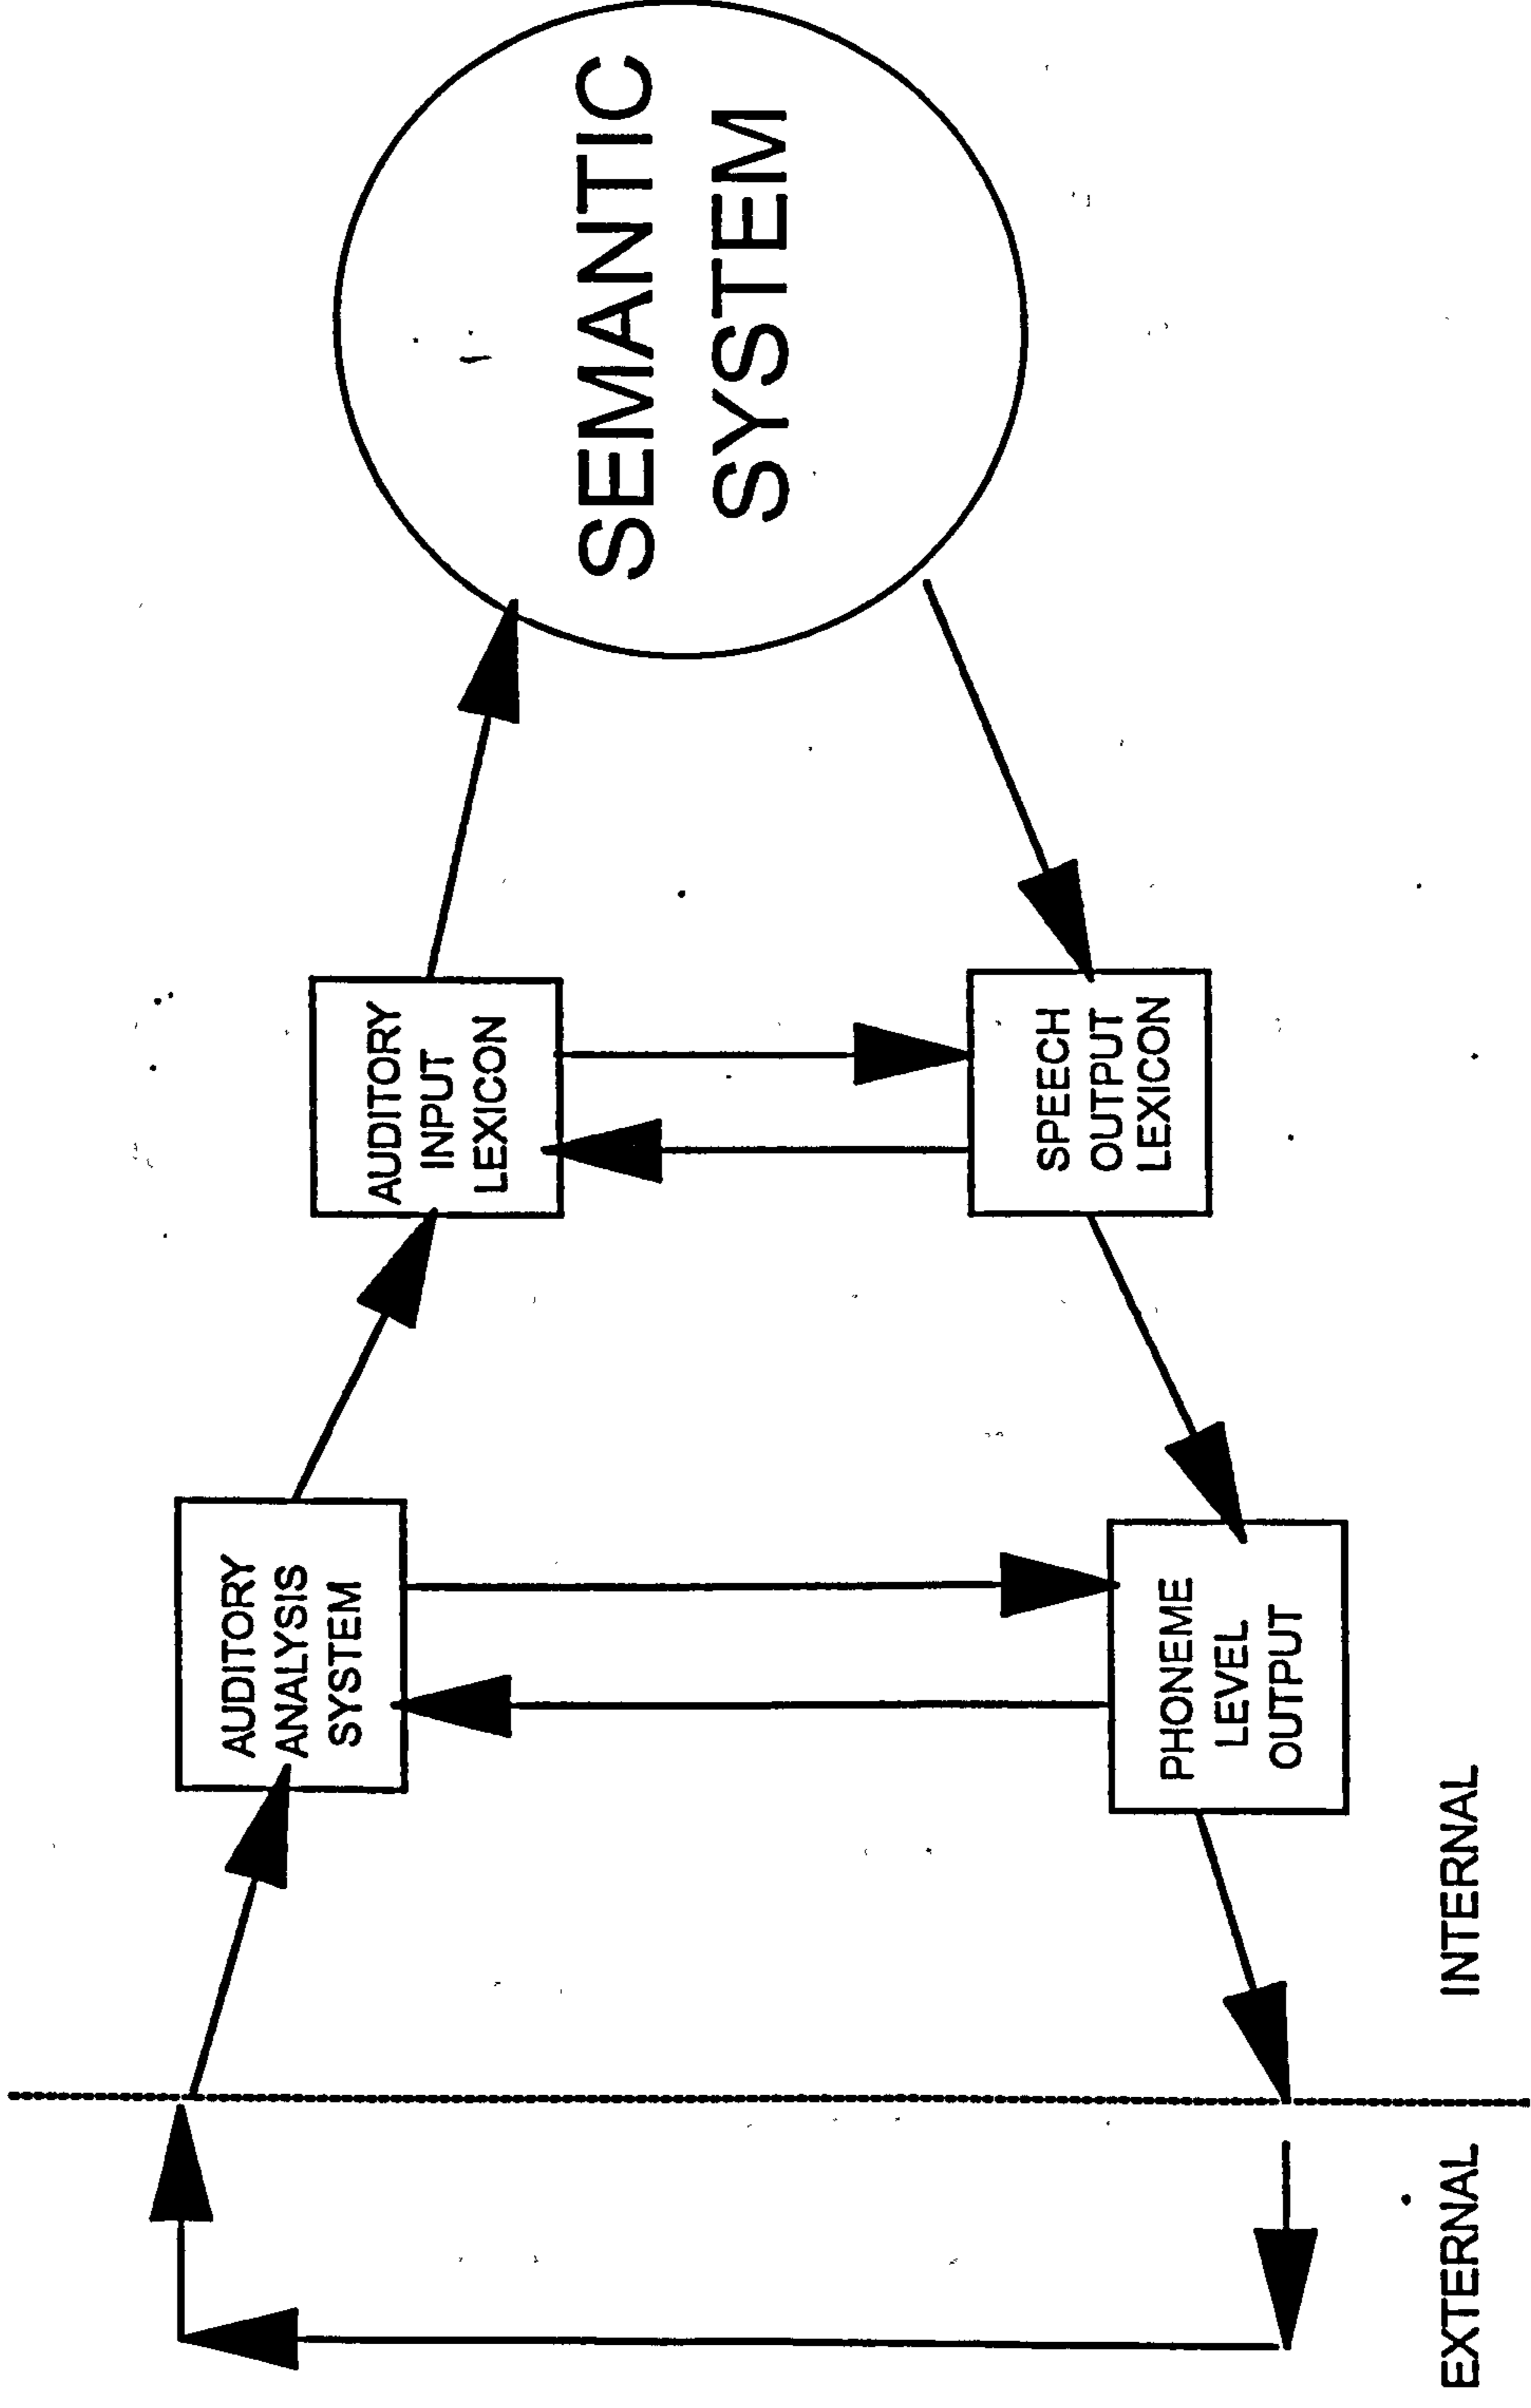 AUDITORY
ANALYSIS
SYSTEM
AUDITORY
INPUT
LEXICON
SEMANTIC
SYSTEM
SPEECH
OUTPUT
LEXICON
PHONEME
LEVEL
OUTPUT
EXTERNAL
INTERNAL